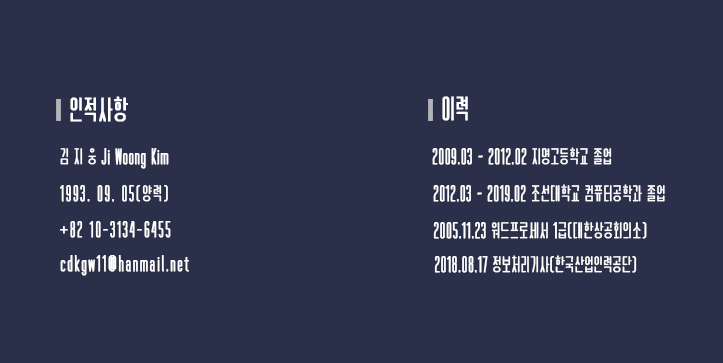 인적사항
김 지 웅 Ji Woong Kim
1993. 09. 05(양력)
+82 10-3134-6455
cdkgw11@hanmail.net
이력
2009.03 - 2012.02 지명고등학교 졸업
2012.03 - 2019.02 조선대학교 컴퓨터공학과 졸업
2005.11.23 워드프로세서 1급(대한상공회의소)
2018.08.17 정보처리기사(한국산업인력공단)